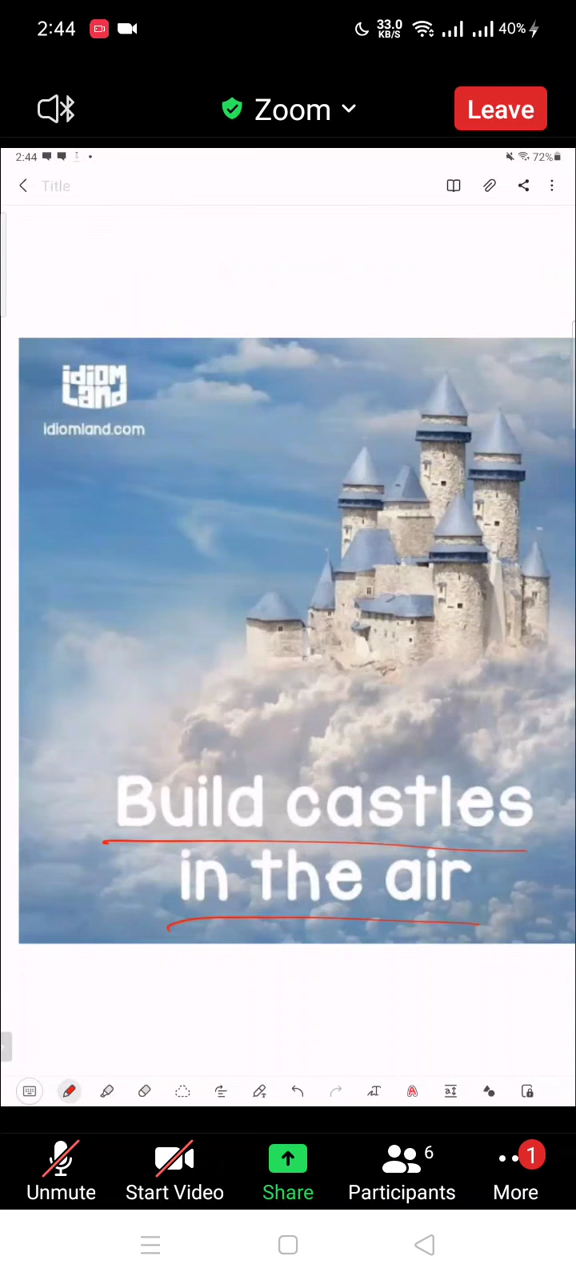 2:44
33.0
KB/S
40%
Zoom
Leave
2:44
72%
Title
idiom
Land
idiomland.com
Build castles
in the air
Unmute
Start Video
Share
Participants
6
More
1